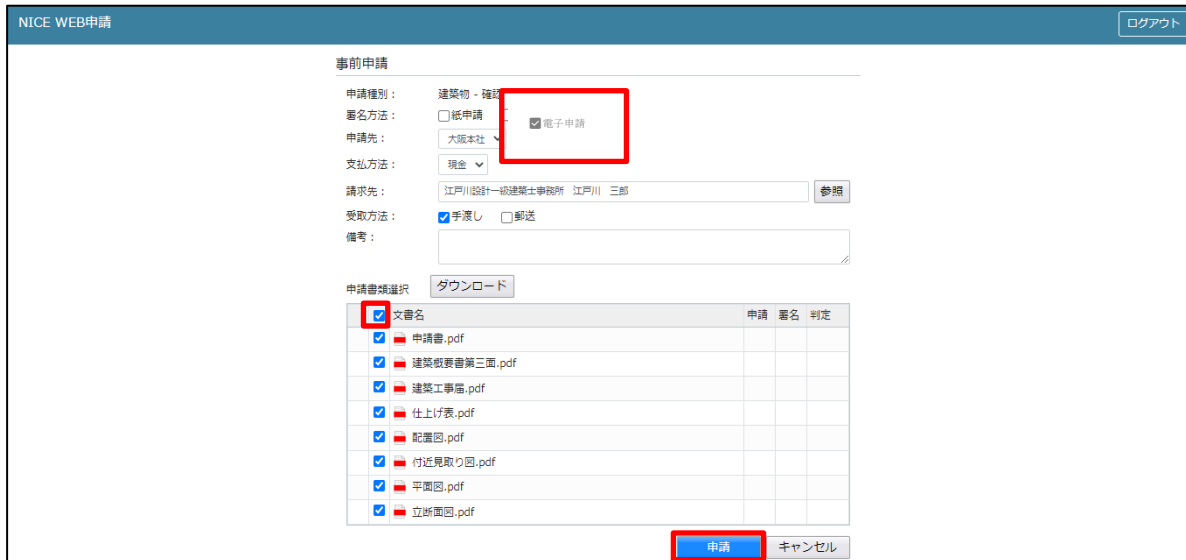 NICE WEB申請 ログアウト
事前申請
申請種別： 建築物 - 確認
署名方法： 紙申請 電子申請
申請先： 大阪本社
支払方法： 現金
請求先： 江戸川設計一級建築士事務所 江戸川 三郎 参照
受取方法： 手渡し 郵送
備考：
申請書類選択 ダウンロード
文書名 申請 署名 判定
申請書.pdf
建築概要書第三面.pdf
建築工事届.pdf
仕上げ表.pdf
配置図.pdf
付近見取り図.pdf
平面図.pdf
立断面図.pdf
申請 キャンセル